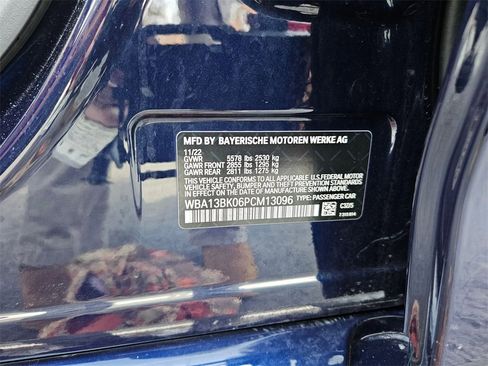 MFD BY BAYERISCHE MOTOREN WERKE AG
11/22
GVWR 5578 lbs 2530 kg
GAWR FRONT 2855 lbs 1295 kg
GAWR REAR 2811 lbs 1275 kg
THIS VEHICLE CONFORMS TO ALL APPLICABLE U.S. FEDERAL MOTOR
VEHICLE SAFETY, BUMPER, AND THEFT PREVENTION STANDARDS IN
EFFECT ON THE DATE OF MANUFACTURE SHOWN ABOVE.
WBA13BK06PCM13096 TYPE: PASSENGER CAR